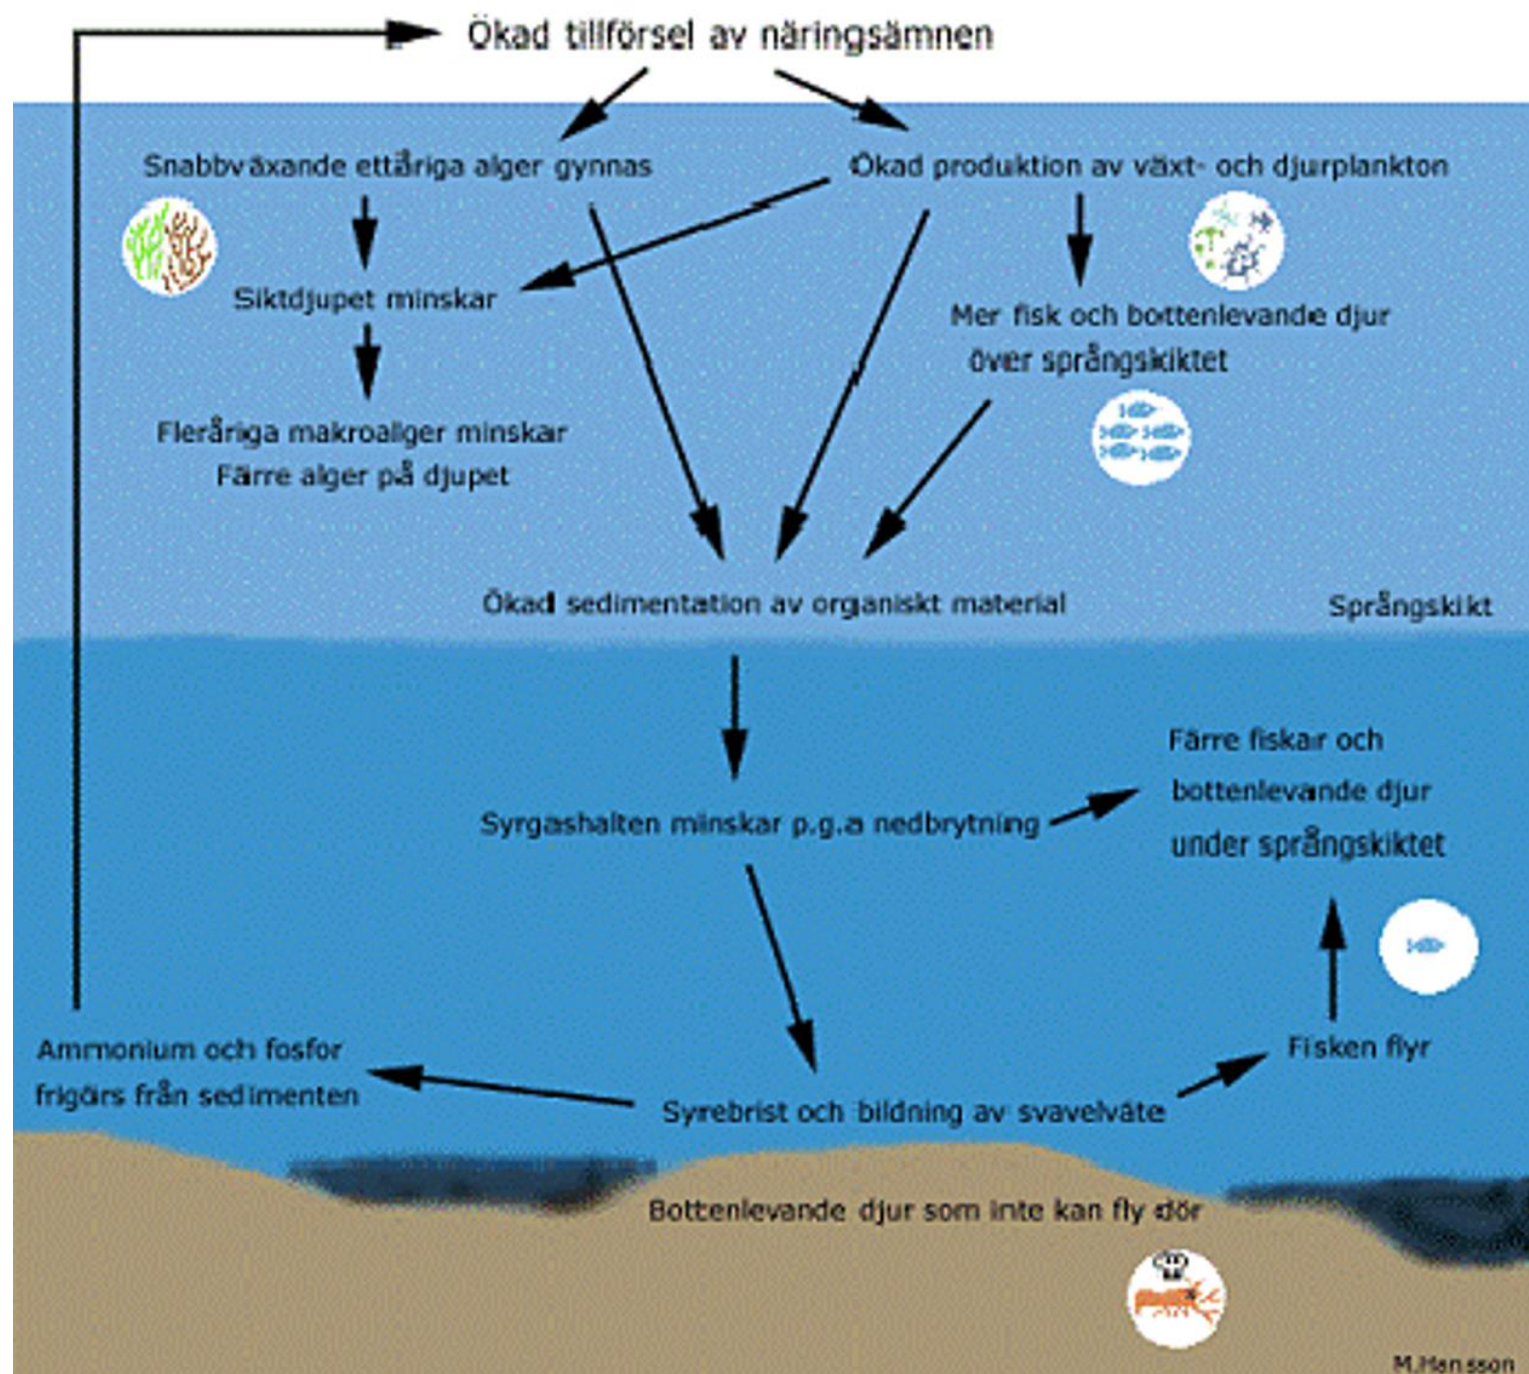 Ökad tillförsel av näringsämnen
Snabbväxande ettåriga alger gynnas
Ökad produktion av växt- och djurplankton
Siktdjupet minskar
Mer fisk och bottenlevande djur
över språngskiktet
Fleråriga makroalger minskar
Färre alger på djupet
Ökad sedimentation av organiskt material
Språngskikt
Färre fiskar och
bottenlevande djur
under språngskiktet
Syrgashalten minskar p.g.a nedbrytning
Ammonium och fosfor
frigörs från sedimenten
Fisken flyr
Syrebrist och bildning av svavelväte
Bottenlevande djur som inte kan fly dör
M.Hansson